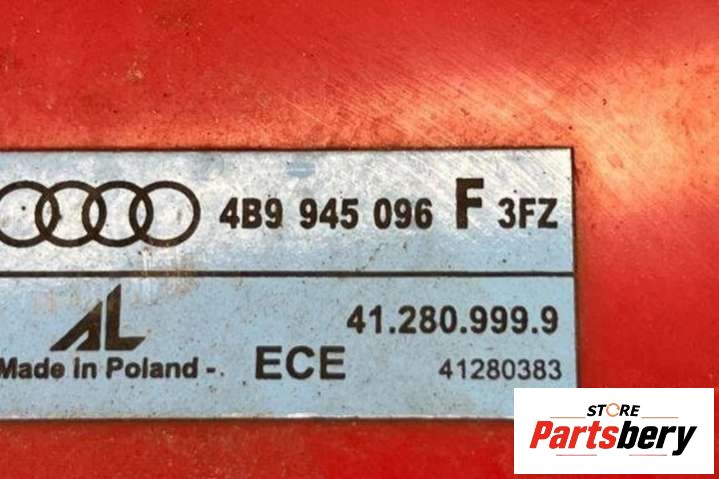 4B9 945 096 F 3FZ
AL 41.280.999.9
Made in Poland - ECE 41280383
STORE
Partsbery